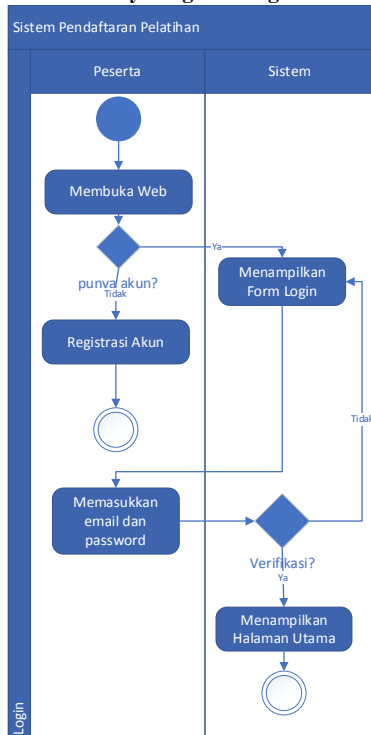 Sistem Pendaftaran Pelatihan
Peserta
Sistem
Membuka Web
Ya
punya akun?
Tidak
Menampilkan
Form Login
Registrasi Akun
Tidak
Memasukkan
email dan
password
Verifikasi?
Ya
Menampilkan
Halaman Utama
Login